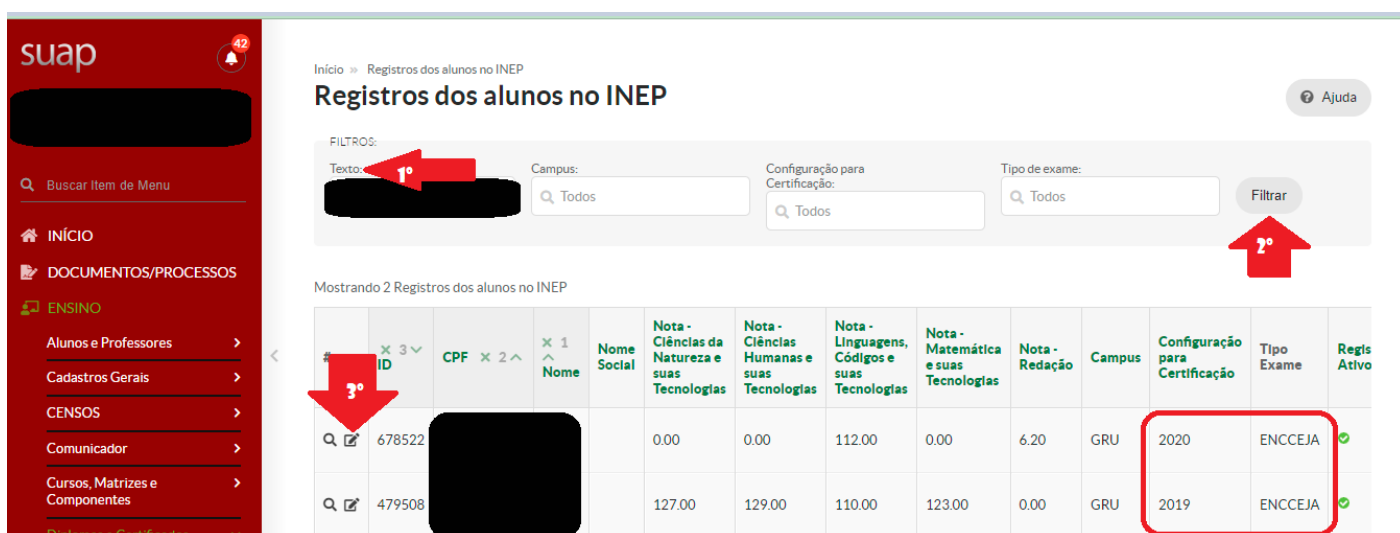 suap
42
Buscar Item de Menu
INÍCIO
DOCUMENTOS/PROCESSOS
ENSINO
Alunos e Professores
Cadastros Gerais
CENSOS
Comunicador
Cursos, Matrizes e
Componentes
Início » Registros dos alunos no INEP
Registros dos alunos no INEP
Ajuda
FILTROS:
Texto:
1º
Campus:
Todos
Configuração para
Certificação:
Todos
Tipo de exame:
Todos
Filtrar
2º
Mostrando 2 Registros dos alunos no INEP
#
3 ID
CPF 2
1 Nome
Nome Social
Nota - Ciências da Natureza e suas Tecnologias
Nota - Ciências Humanas e suas Tecnologias
Nota - Linguagens, Códigos e suas Tecnologias
Nota - Matemática e suas Tecnologias
Nota - Redação
Campus
Configuração para Certificação
Tipo Exame
Regis Ativo
3º
678522 0.00 0.00 112.00 0.00 6.20 GRU 2020 ENCCEJA
479508 127.00 129.00 110.00 123.00 0.00 GRU 2019 ENCCEJA